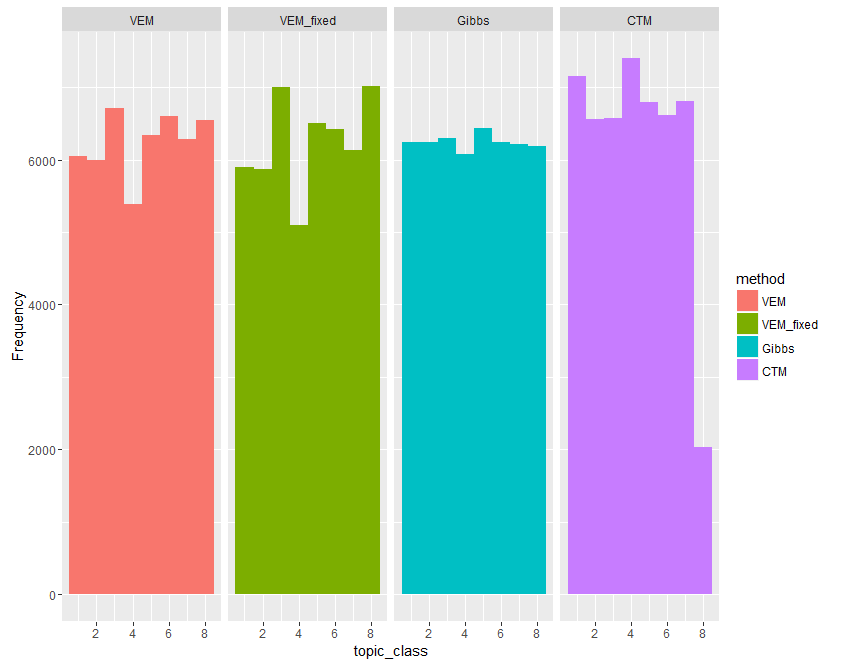 VEM VEM_fixed Gibbs CTM
Frequency
6000
4000
2000
0
2 4 6 8 2 4 6 8 2 4 6 8 2 4 6 8
topic_class
method
VEM
VEM_fixed
Gibbs
CTM